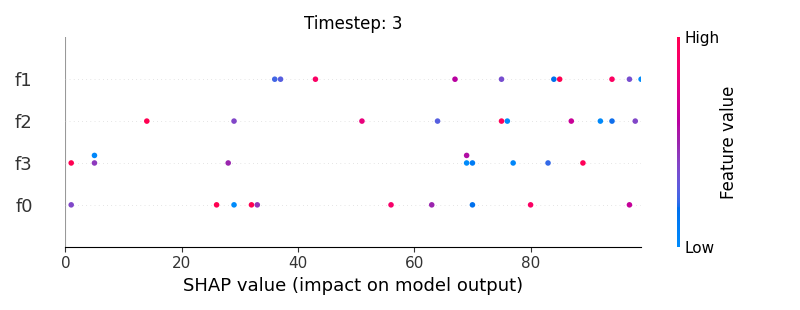 Timestep: 3
High
f1
f2
f3
f0
Feature value
Low
0 20 40 60 80
SHAP value (impact on model output)